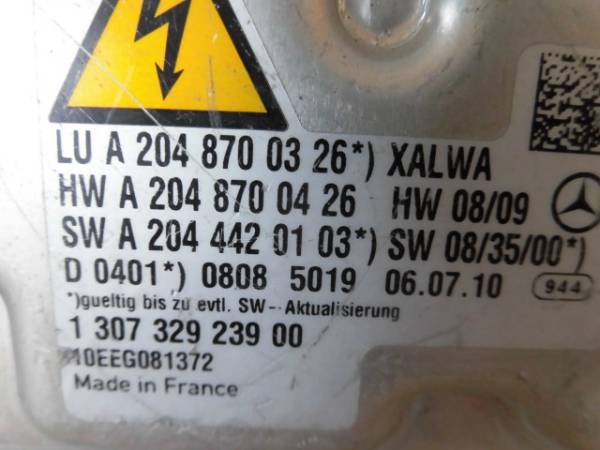 LU A 204 870 03 26*) XALWA
HW A 204 870 04 26 HW 08/09
SW A 204 442 01 03*) SW 08/35/00*)
D 0401*) 0808 5019 06.07.10 944
*)gueltig bis zu evtl. SW-Aktualisierung
1 307 329 239 00
10EEG081372
Made in France